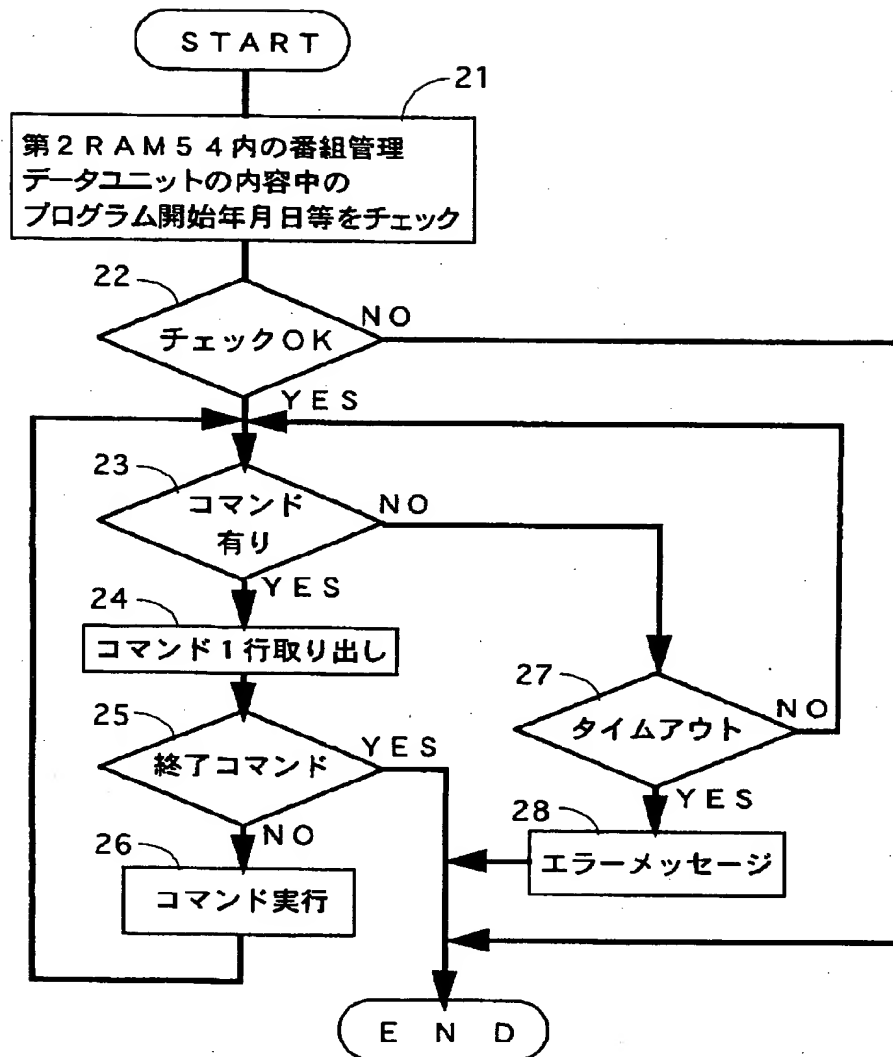 START
21
第2RAM54内の番組管理
データユニットの内容中の
プログラム開始年月日等をチェック
22
チェックOK
NO
YES
23
コマンド
有り
NO
YES
24
コマンド1行取り出し
25
終了コマンド
YES
NO
26
コマンド実行
27
タイムアウト
NO
YES
28
エラーメッセージ
END